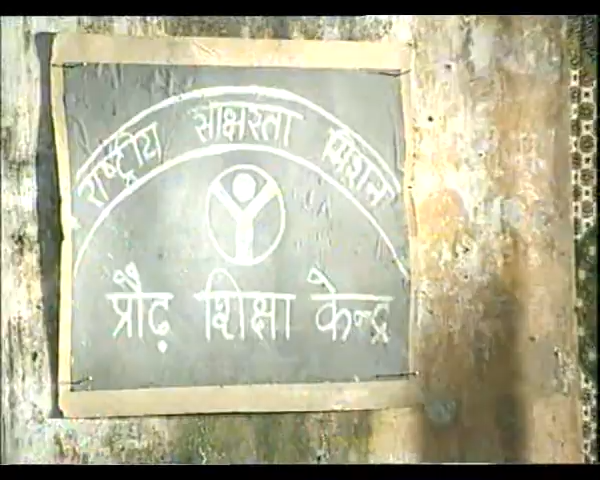 राष्ट्रीय साक्षरता मिशन
प्रौढ़ शिक्षा केन्द्र